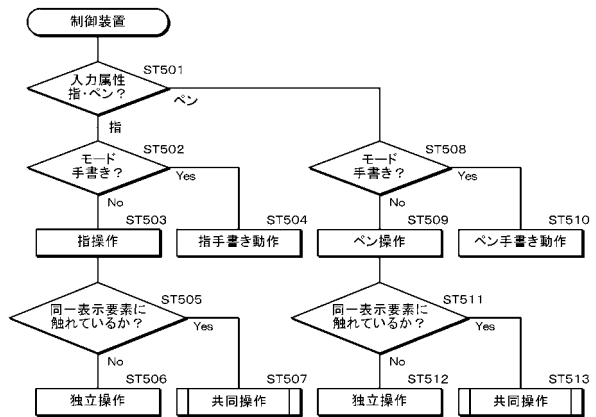 制御装置
ST501
入力属性
指・ペン？
ペン
指
ST502
モード
手書き？
Yes
No
ST508
モード
手書き？
Yes
No
ST503
指操作
ST504
指手書き動作
ST509
ペン操作
ST510
ペン手書き動作
ST505
同一表示要素に
触れているか？
Yes
No
ST511
同一表示要素に
触れているか？
Yes
No
ST506
独立操作
ST507
共同操作
ST512
独立操作
ST513
共同操作